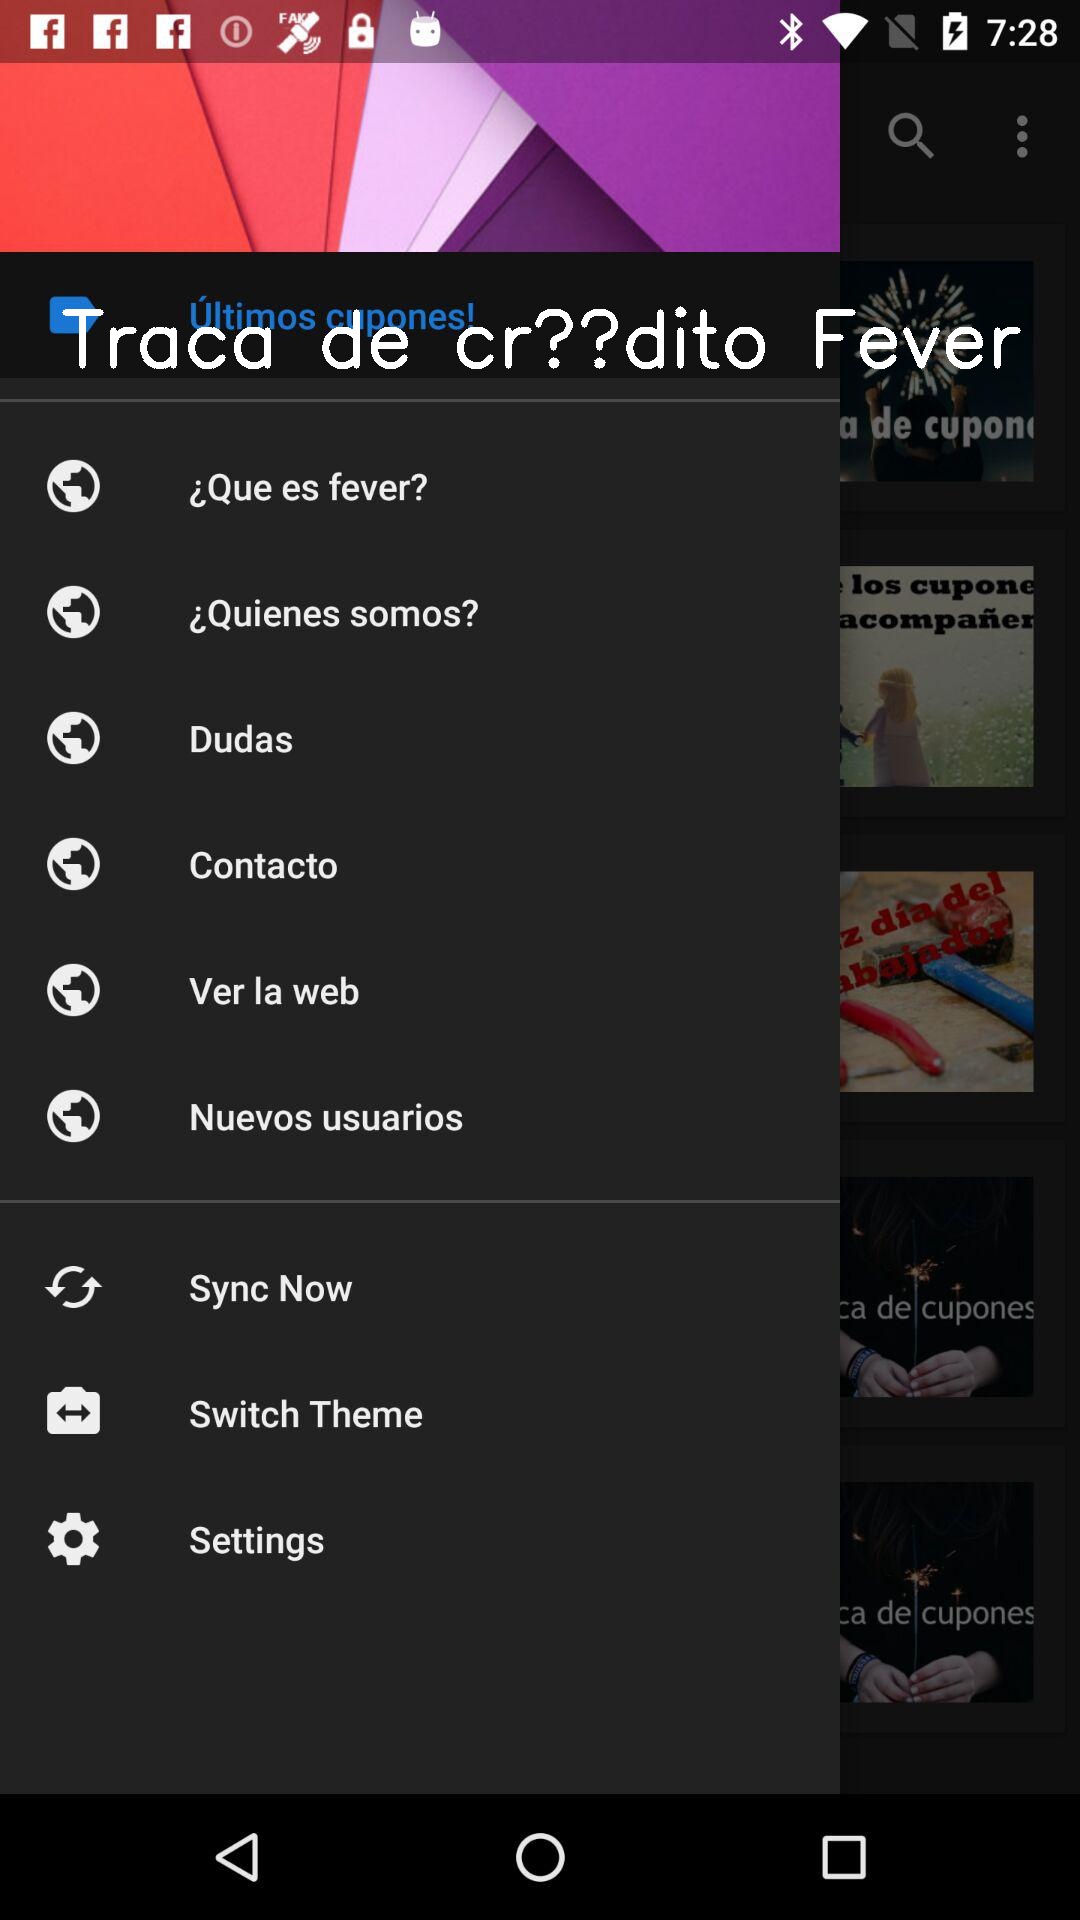 FAKE
7:28
Últimos cupones!
Traca de cr??dito Fever
a de cupon
¿Que es fever?
los cupone
acompañer
¿Quienes somos?
Dudas
Contacto
z día del
abajador
Ver la web
Nuevos usuarios
Sync Now
ca de cupones
Switch Theme
Settings
ca de cupones